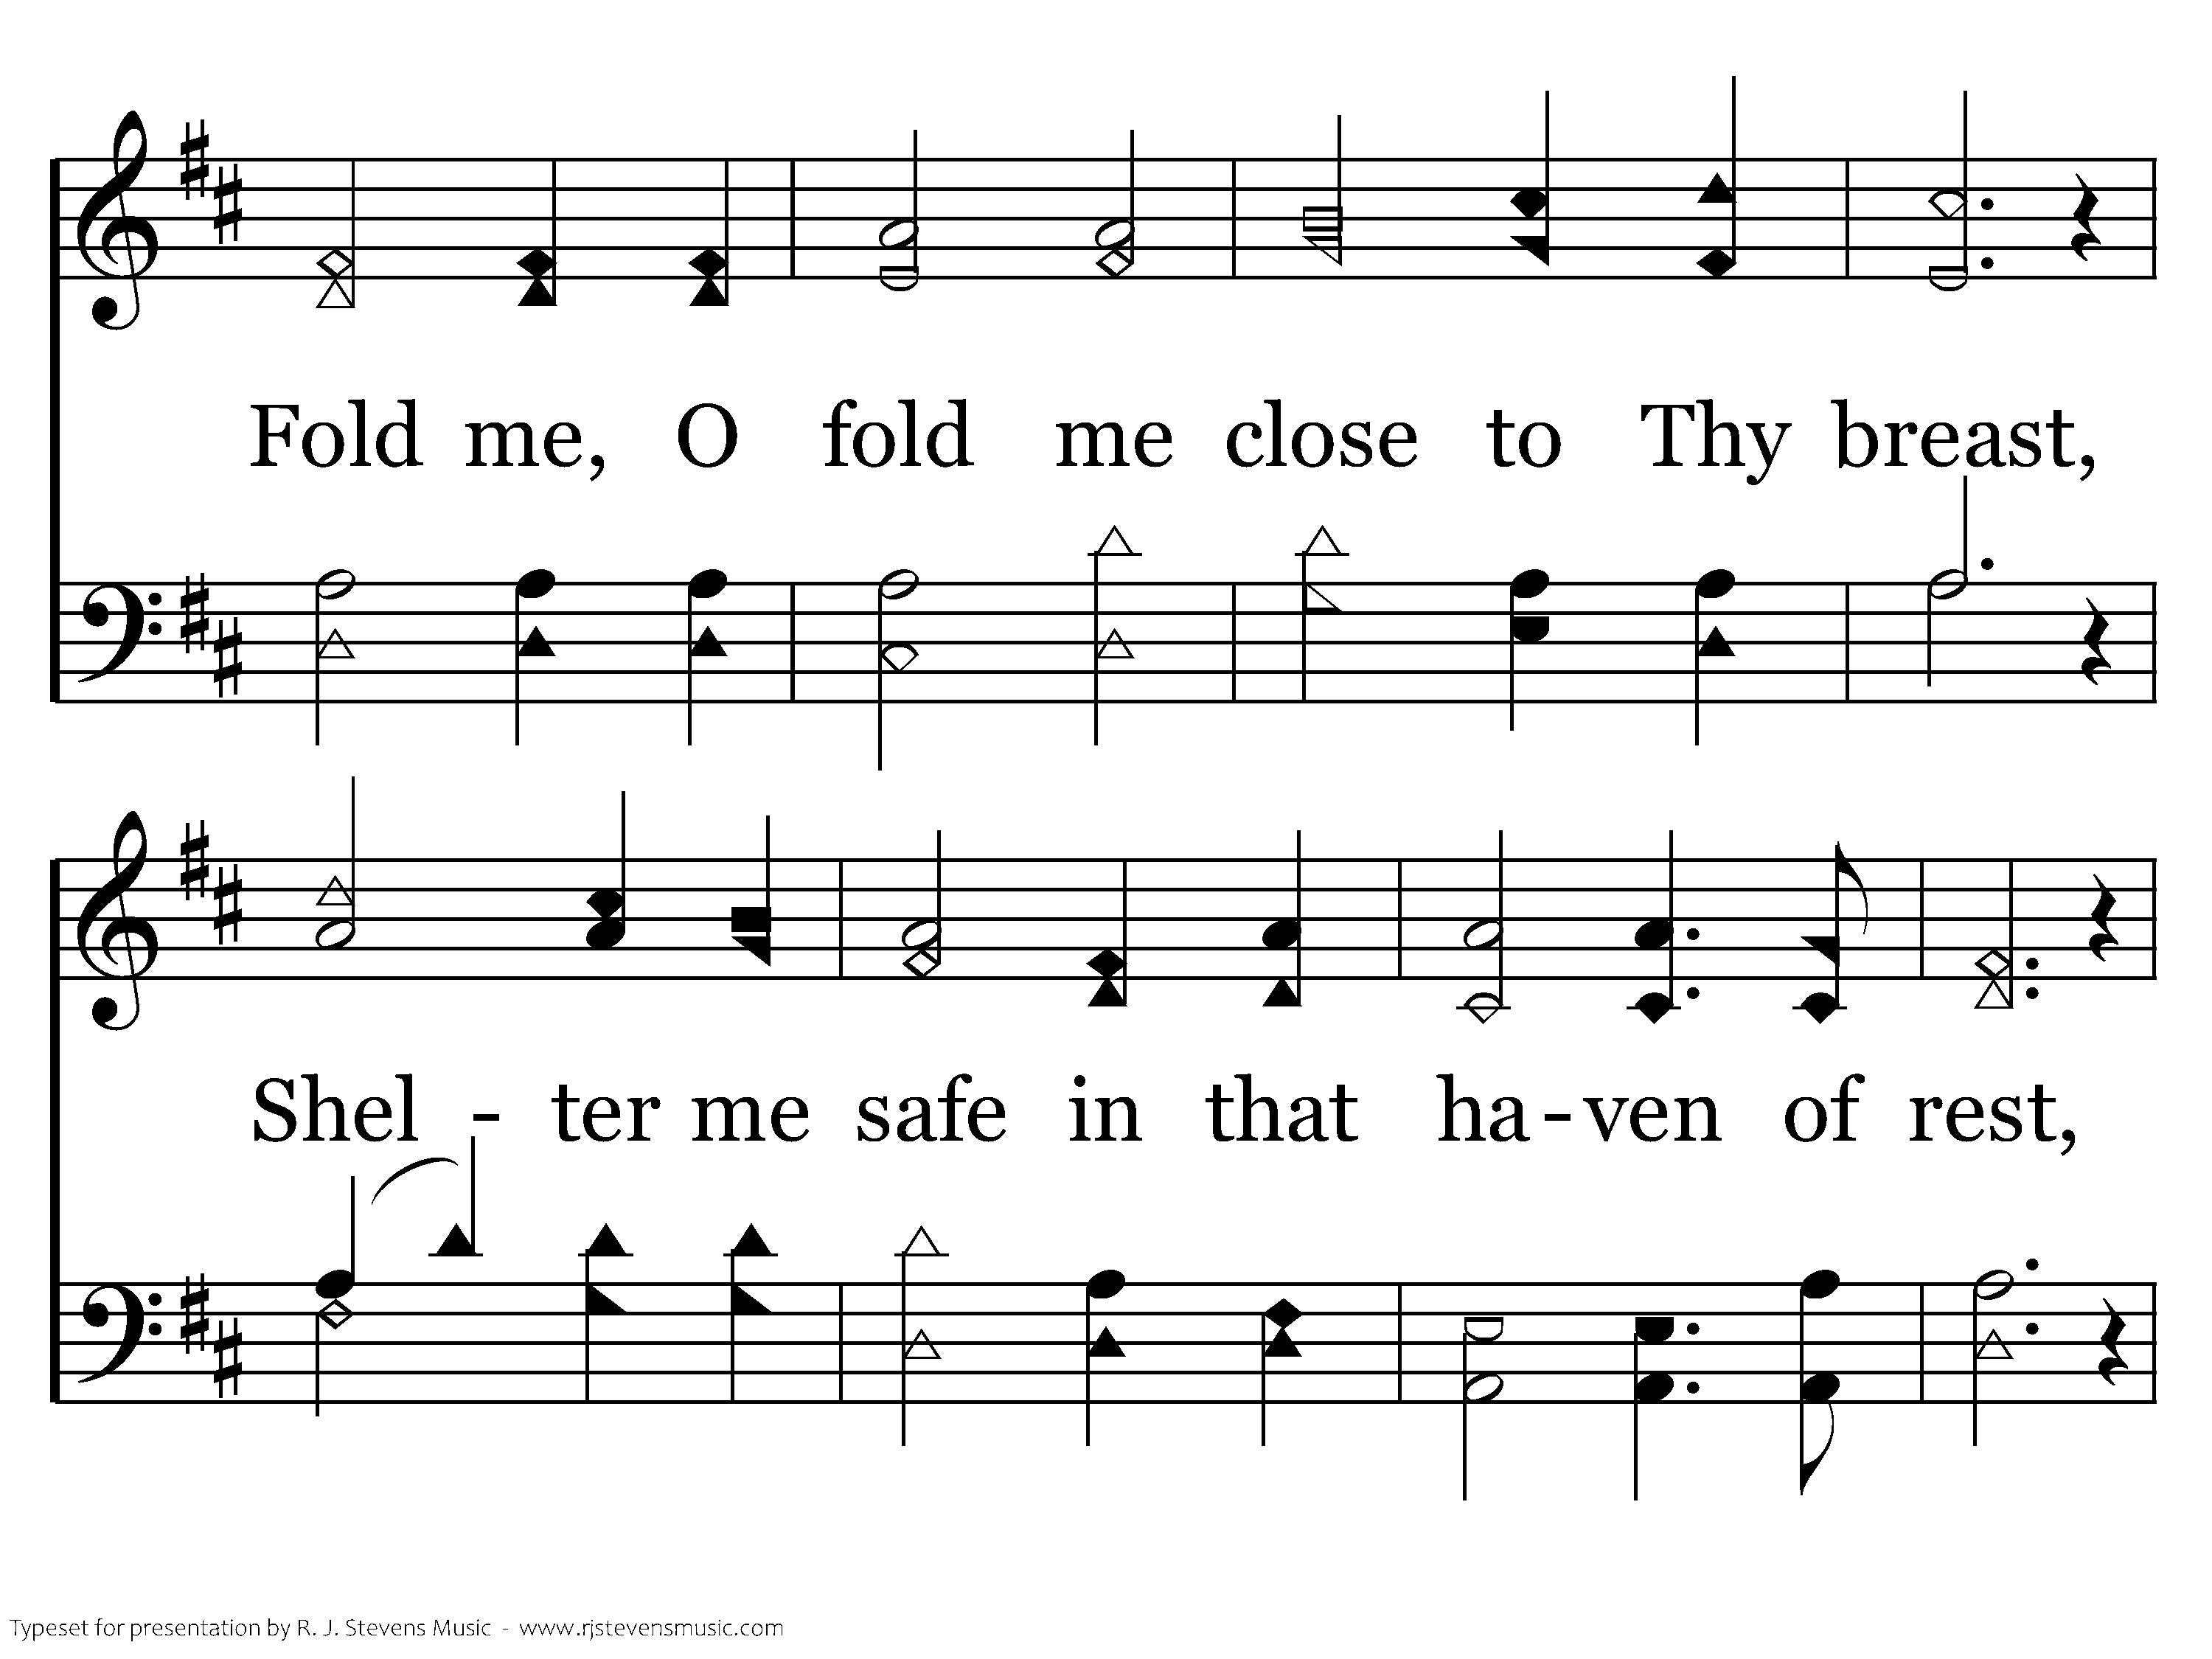 Fold me, O fold me close to Thy breast,
Shel - ter me safe in that ha - ven of rest,
Typeset for presentation by R. J. Stevens Music - www.rjstevensmusic.com